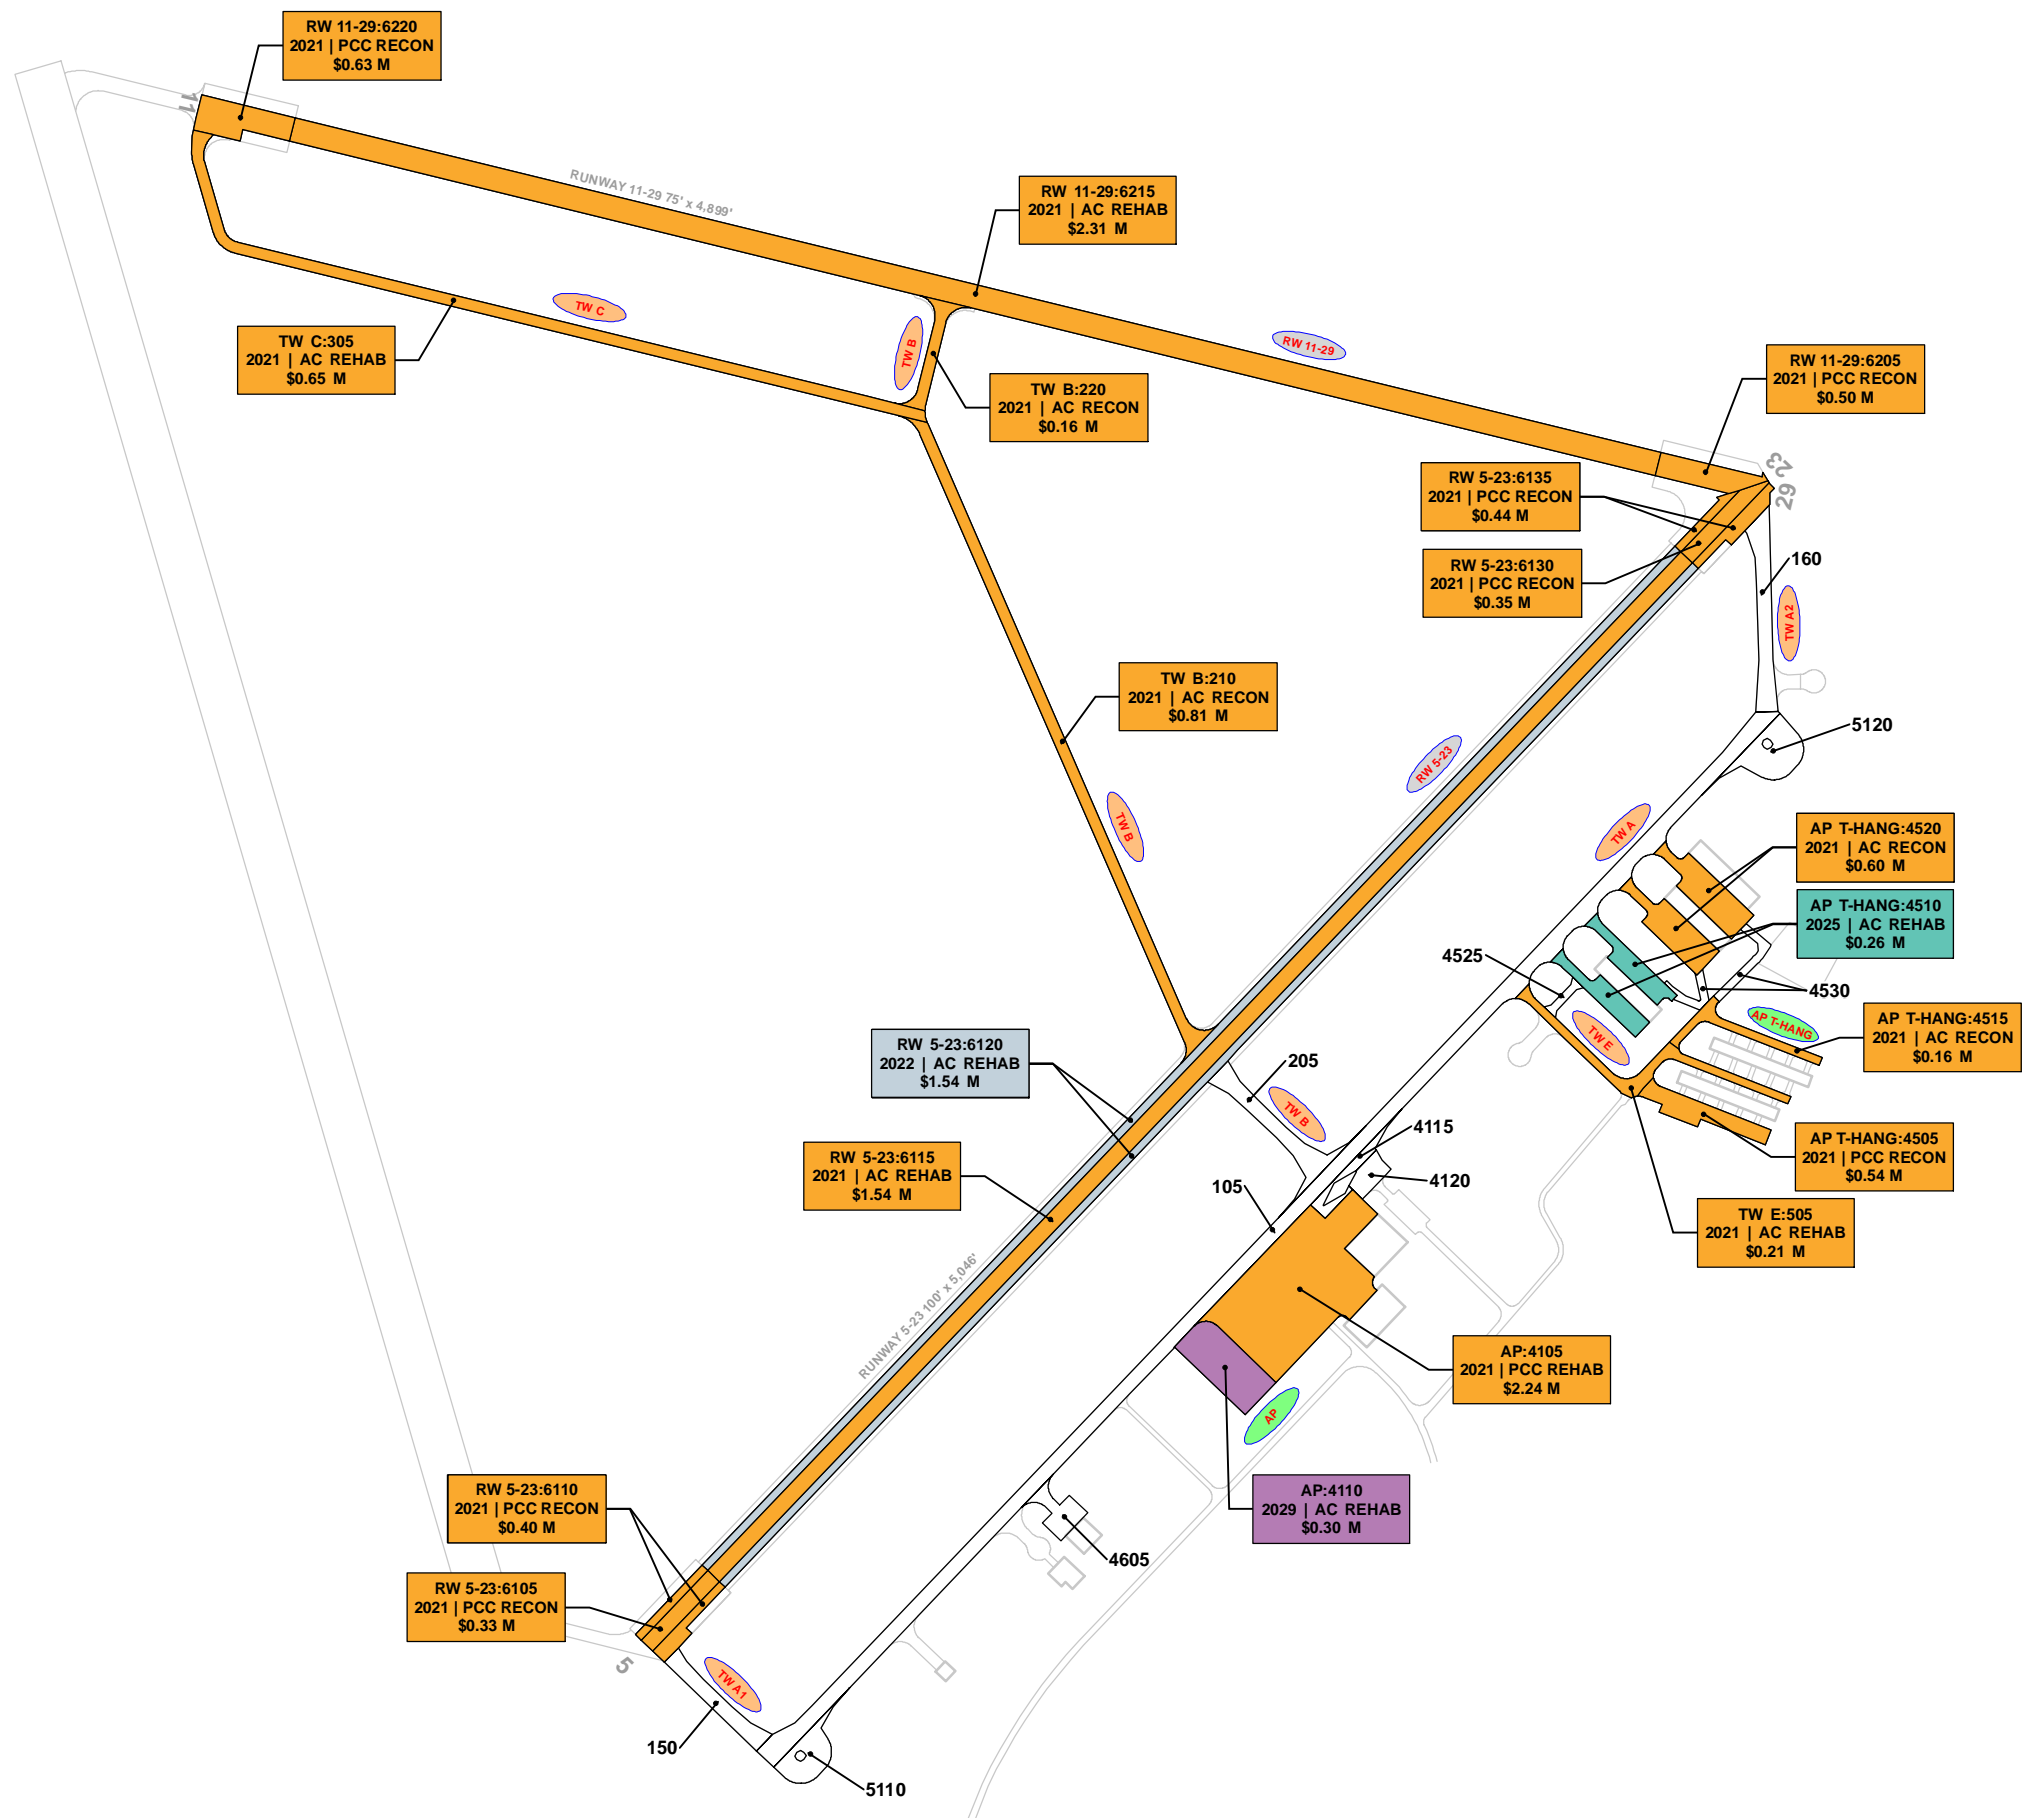 RW 11-29:6220
2021 | PCC RECON
$0.63 M
11
RUNWAY 11-29 75' x 4,899'
RW 11-29:6215
2021 | AC REHAB
$2.31 M
TW C
TW C:305
2021 | AC REHAB
$0.65 M
TW B
TW B:220
2021 | AC RECON
$0.16 M
RW 11-29
RW 11-29:6205
2021 | PCC RECON
$0.50 M
23
29
RW 5-23:6135
2021 | PCC RECON
$0.44 M
RW 5-23:6130
2021 | PCC RECON
$0.35 M
160
TW A2
TW B:210
2021 | AC RECON
$0.81 M
5120
RW 5-23
TW B
TW A
AP T-HANG:4520
2021 | AC RECON
$0.60 M
AP T-HANG:4510
2025 | AC REHAB
$0.26 M
4525
4530
AP T-HANG
TW E
AP T-HANG:4515
2021 | AC RECON
$0.16 M
RW 5-23:6120
2022 | AC REHAB
$1.54 M
205
TW B
4115
4120
AP T-HANG:4505
2021 | PCC RECON
$0.54 M
RW 5-23:6115
2021 | AC REHAB
$1.54 M
105
TW E:505
2021 | AC REHAB
$0.21 M
RUNWAY 5-23 100' x 5,046'
AP:4105
2021 | PCC REHAB
$2.24 M
AP
AP:4110
2029 | AC REHAB
$0.30 M
RW 5-23:6110
2021 | PCC RECON
$0.40 M
4605
RW 5-23:6105
2021 | PCC RECON
$0.33 M
5
TW A1
150
5110